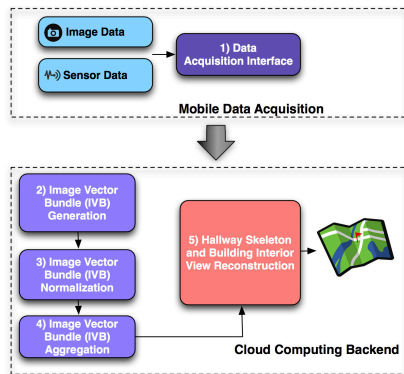 Image Data
Sensor Data
1) Data
Acquisition Interface
Mobile Data Acquisition
2) Image Vector
Bundle (IVB)
Generation
3) Image Vector
Bundle (IVB)
Normalization
4) Image Vector
Bundle (IVB)
Aggregation
5) Hallway Skeleton
and Building Interior
View Reconstruction
Cloud Computing Backend